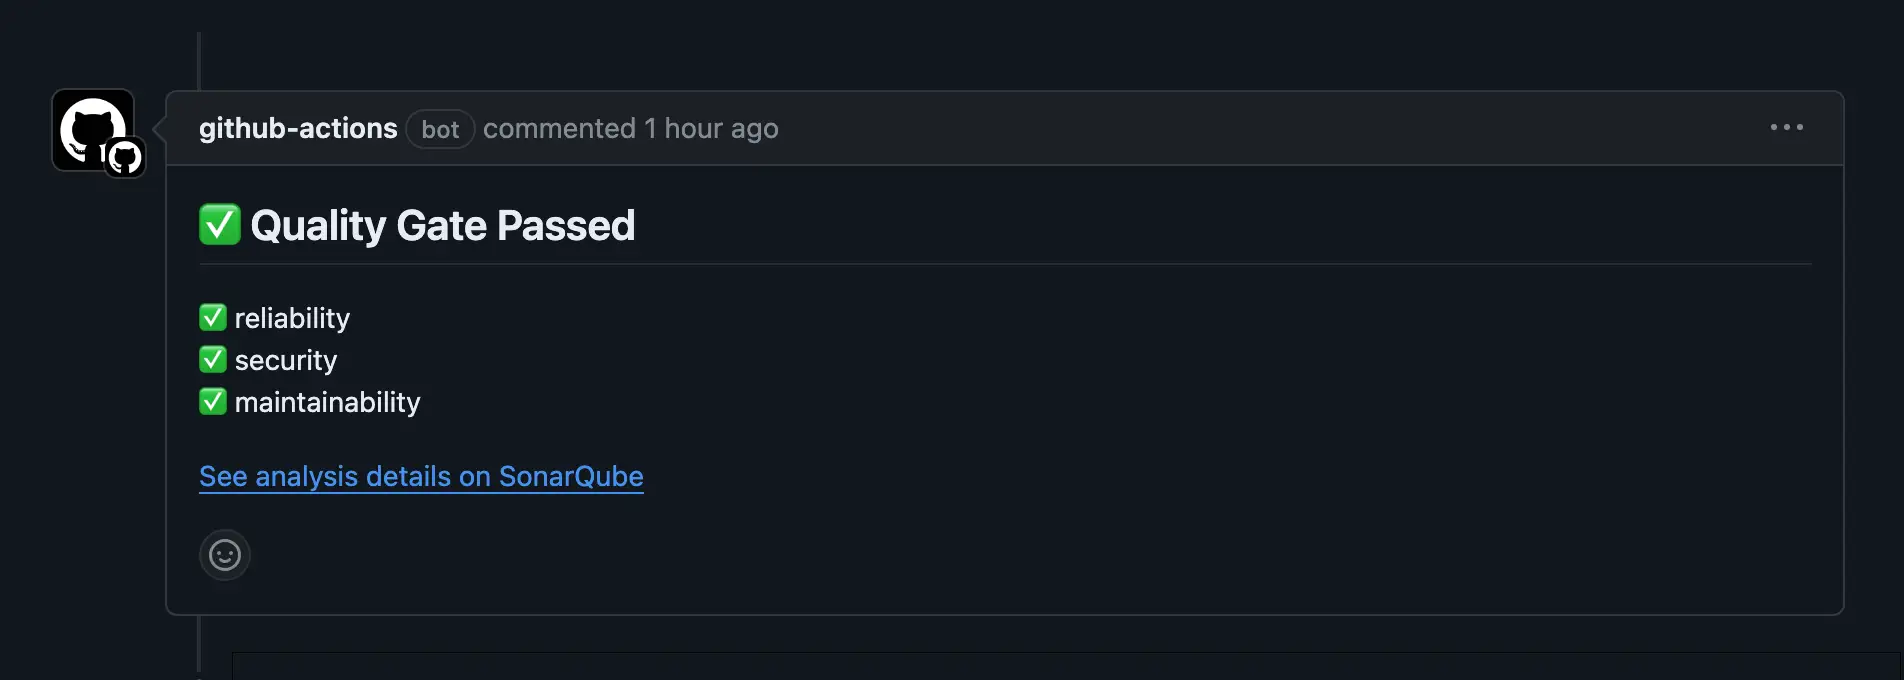 github-actions bot commented 1 hour ago
✅ Quality Gate Passed
✅ reliability
✅ security
✅ maintainability
See analysis details on SonarQube